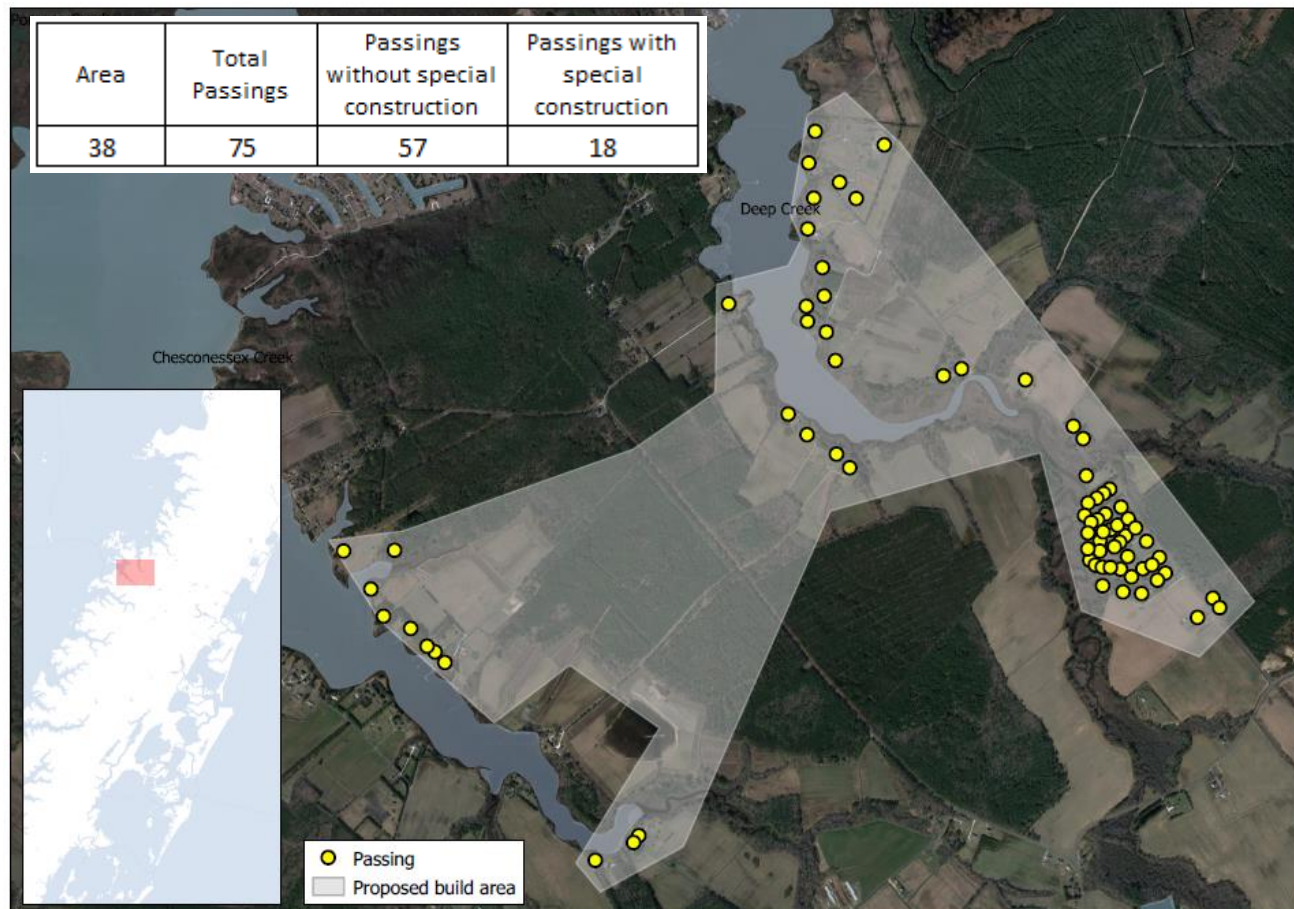 Area
Total
Passings
Passings
without special
construction
Passings with
special
construction
38
75
57
18
Deep Creek
Chesconessex Creek
Passing
Proposed build area